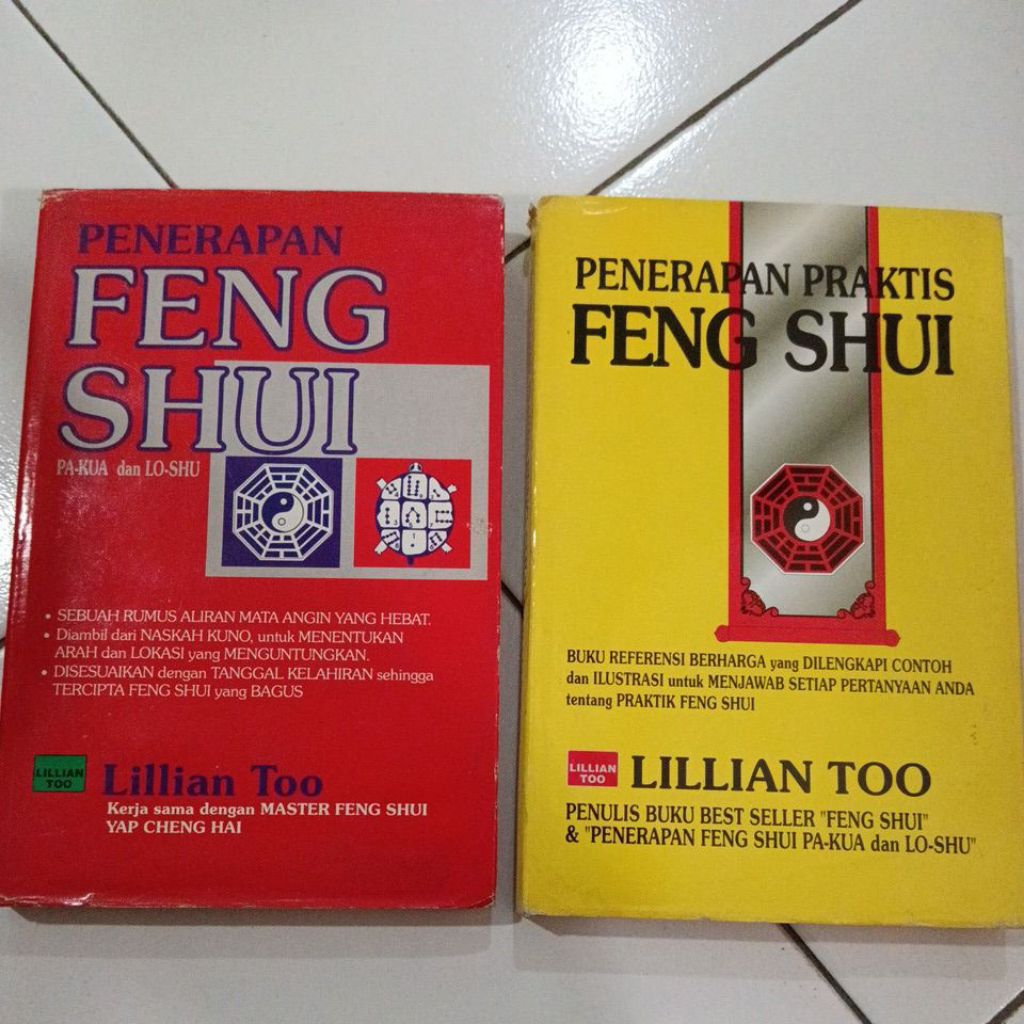 PENERAPAN
FENG
SHUI
PA-KUA dan LO-SHU
• SEBUAH RUMUS ALIRAN MATA ANGIN YANG HEBAT.
• Diambil dari NASKAH KUNO, untuk MENENTUKAN
ARAH dan LOKASI yang MENGUNTUNGKAN.
• DISESUAIKAN dengan TANGGAL KELAHIRAN sehingga
TERCIPTA FENG SHUI yang BAGUS
LILLIAN
TOO
Lillian Too
Kerja sama dengan MASTER FENG SHUI
YAP CHENG HAI
PENERAPAN PRAKTIS
FENG SHUI
BUKU REFERENSI BERHARGA yang DILENGKAPI CONTOH
dan ILUSTRASI untuk MENJAWAB SETIAP PERTANYAAN ANDA
tentang PRAKTIK FENG SHUI
LILLIAN
TOO
LILLIAN TOO
PENULIS BUKU BEST SELLER "FENG SHUI"
& "PENERAPAN FENG SHUI PA-KUA dan LO-SHU"